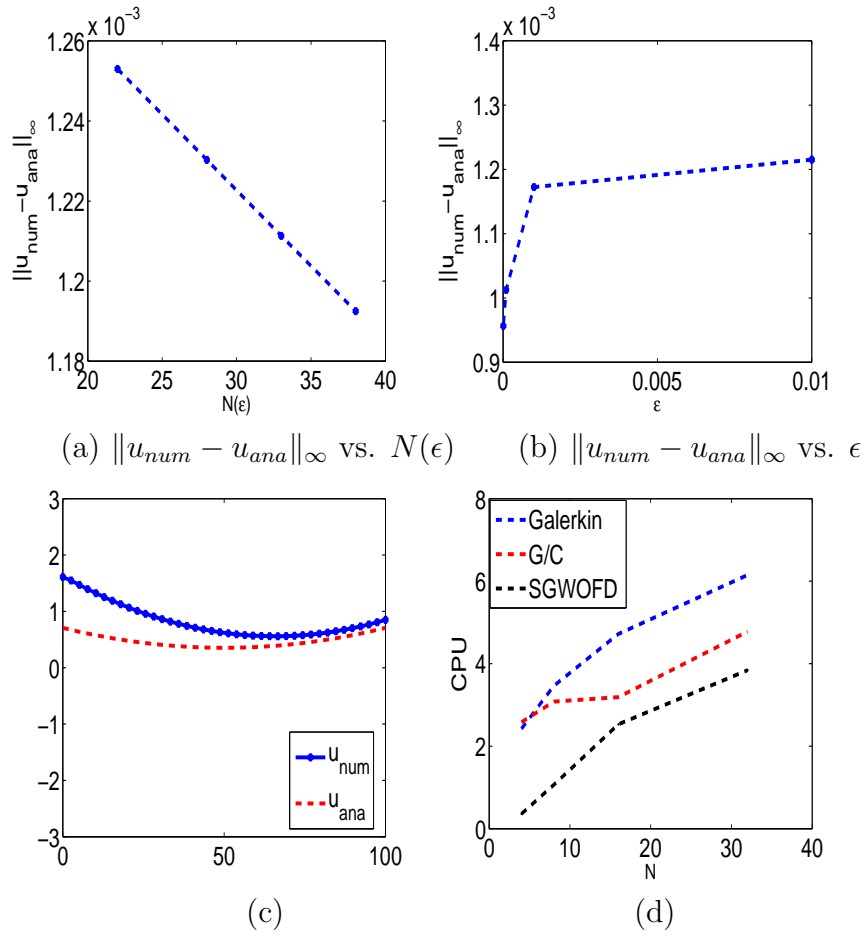 x 10⁻³
1.26
1.24
1.22
1.2
1.18
20 25 30 35 40
N(ε)
||u_num−u_ana||_∞
(a) ‖u_num − u_ana‖_∞ vs. N(ϵ)
x 10⁻³
1.4
1.3
1.2
1.1
1
0.9
0 0.005 0.01
ε
||u_num−u_ana||_∞
(b) ‖u_num − u_ana‖_∞ vs. ϵ
3
2
1
0
−1
−2
−3
0 50 100
u_num
u_ana
(c)
8
6
4
2
0
0 10 20 30 40
N
CPU
Galerkin
G/C
SGWOFD
(d)